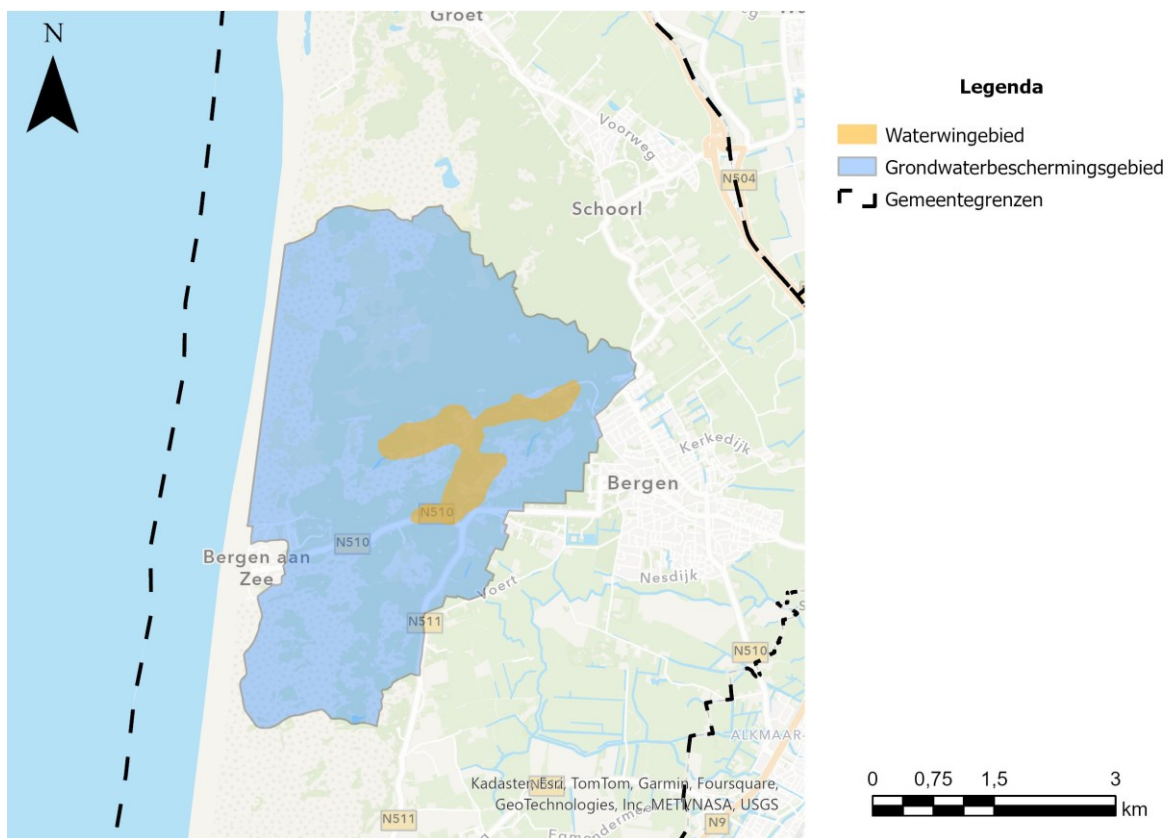 N
Groet
Voorweg
N504
Schoorl
Kerkedijk
Bergen
N510
N510
Bergen aan
Zee
Nesdijk
Voert
N511
N510
ALKMAAR-
Kadaster, Esri, TomTom, Garmin, Foursquare,
GeoTechnologies, Inc, METI/NASA, USGS
N511
Egmondermeer
N9
Legenda
Waterwingebied
Grondwaterbeschermingsgebied
Gemeentegrenzen
0 0,75 1,5 3
km